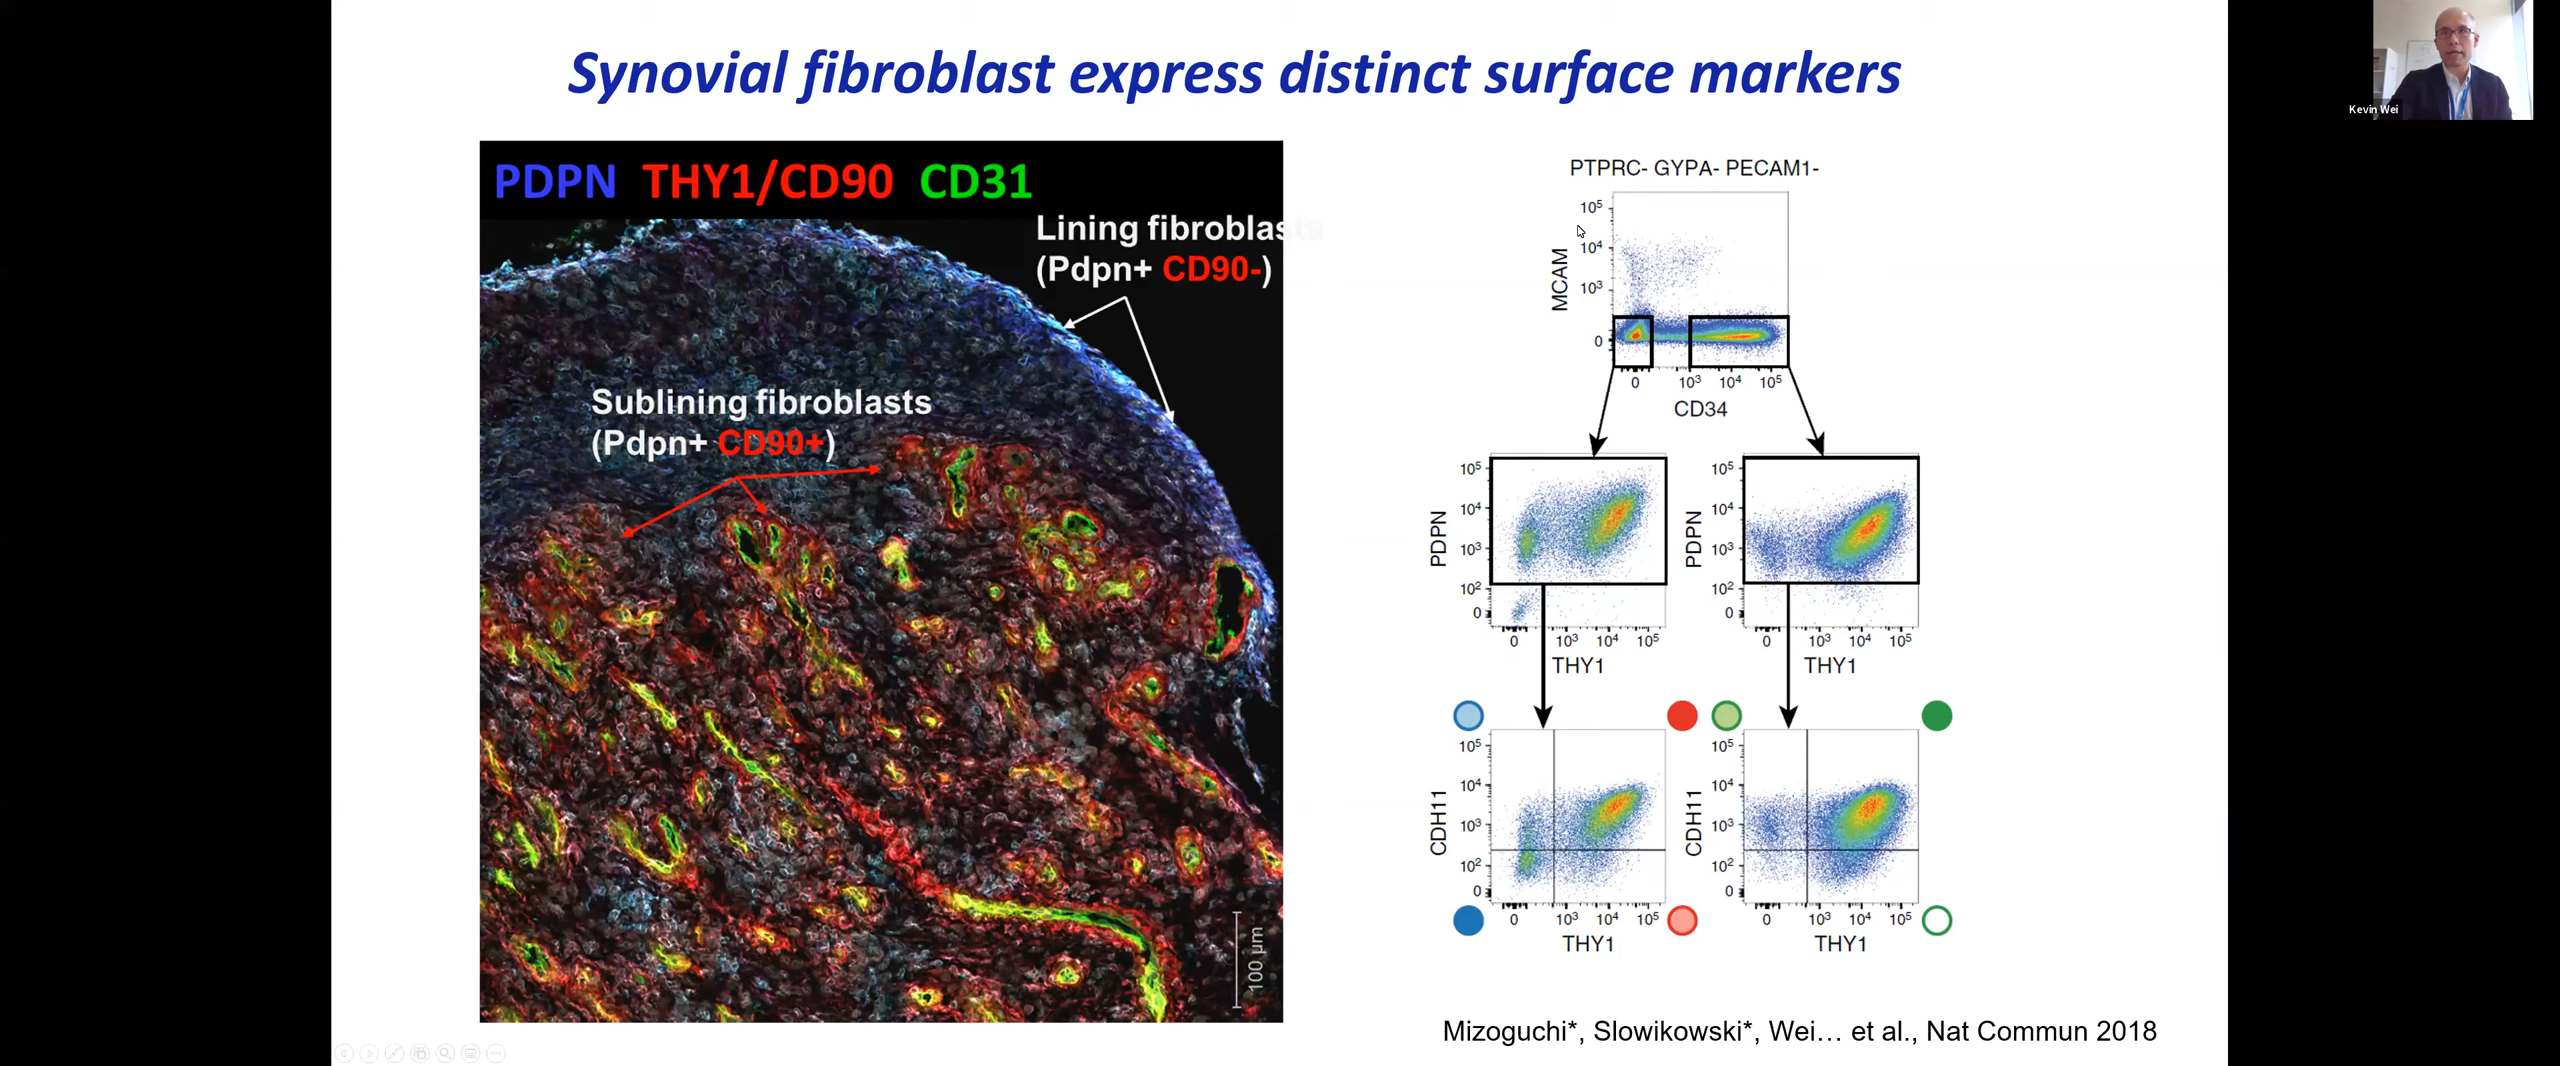 Synovial fibroblast express distinct surface markers
Kevin Wei
PDPN THY1/CD90 CD31
Lining fibroblasts
(Pdpn+ CD90-)
Sublining fibroblasts
(Pdpn+ CD90+)
100 µm
PTPRC- GYPA- PECAM1-
MCAM
10⁵
10⁴
10³
0
0 10³ 10⁴ 10⁵
CD34
PDPN
10⁵
10⁴
10³
10²
0
0 10³ 10⁴ 10⁵
THY1
PDPN
10⁵
10⁴
10³
10²
0
0 10³ 10⁴ 10⁵
THY1
CDH11
10⁵
10⁴
10³
10²
0
0 10³ 10⁴ 10⁵
THY1
CDH11
10⁵
10⁴
10³
10²
0
0 10³ 10⁴ 10⁵
THY1
Mizoguchi*, Slowikowski*, Wei… et al., Nat Commun 2018